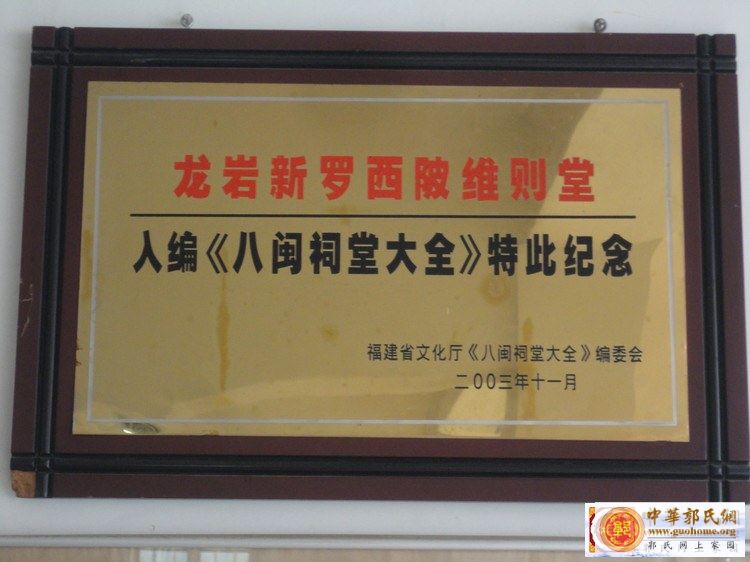 龙岩新罗西陂维则堂
入编《八闽祠堂大全》特此纪念
福建省文化厅《八闽祠堂大全》编委会
二00三年十一月
中華郭氏網
www.guohome.org
郭氏网上家园